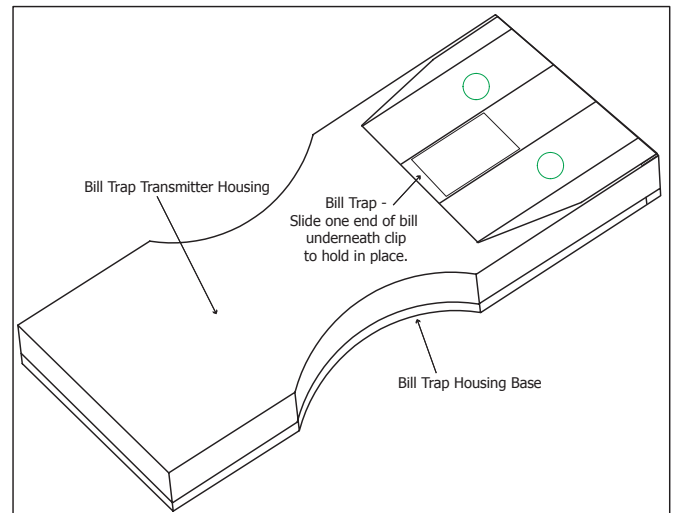 Bill Trap Transmitter Housing
Bill Trap -
Slide one end of bill
underneath clip
to hold in place.
Bill Trap Housing Base